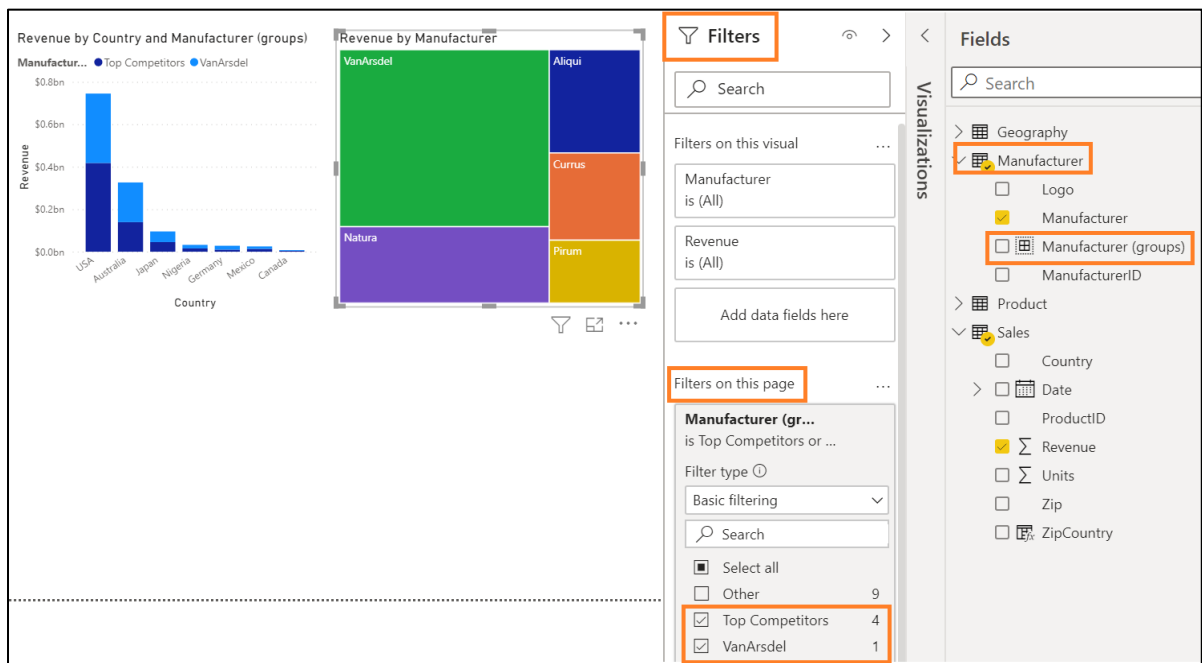 Revenue by Country and Manufacturer (groups)
Manufactur... Top Competitors VanArsdel
$0.8bn
$0.6bn
$0.4bn
$0.2bn
$0.0bn
Revenue
USA
Australia
Japan
Nigeria
Germany
Mexico
Canada
Country
Revenue by Manufacturer
VanArsdel
Aliqui
Currus
Natura
Pirum
Filters
Search
Filters on this visual
Manufacturer
is (All)
Revenue
is (All)
Add data fields here
Filters on this page
Manufacturer (gr...
is Top Competitors or ...
Filter type
Basic filtering
Search
Select all
Other 9
Top Competitors 4
VanArsdel 1
Visualizations
Fields
Search
Geography
Manufacturer
Logo
Manufacturer
Manufacturer (groups)
ManufacturerID
Product
Sales
Country
Date
ProductID
Revenue
Units
Zip
ZipCountry